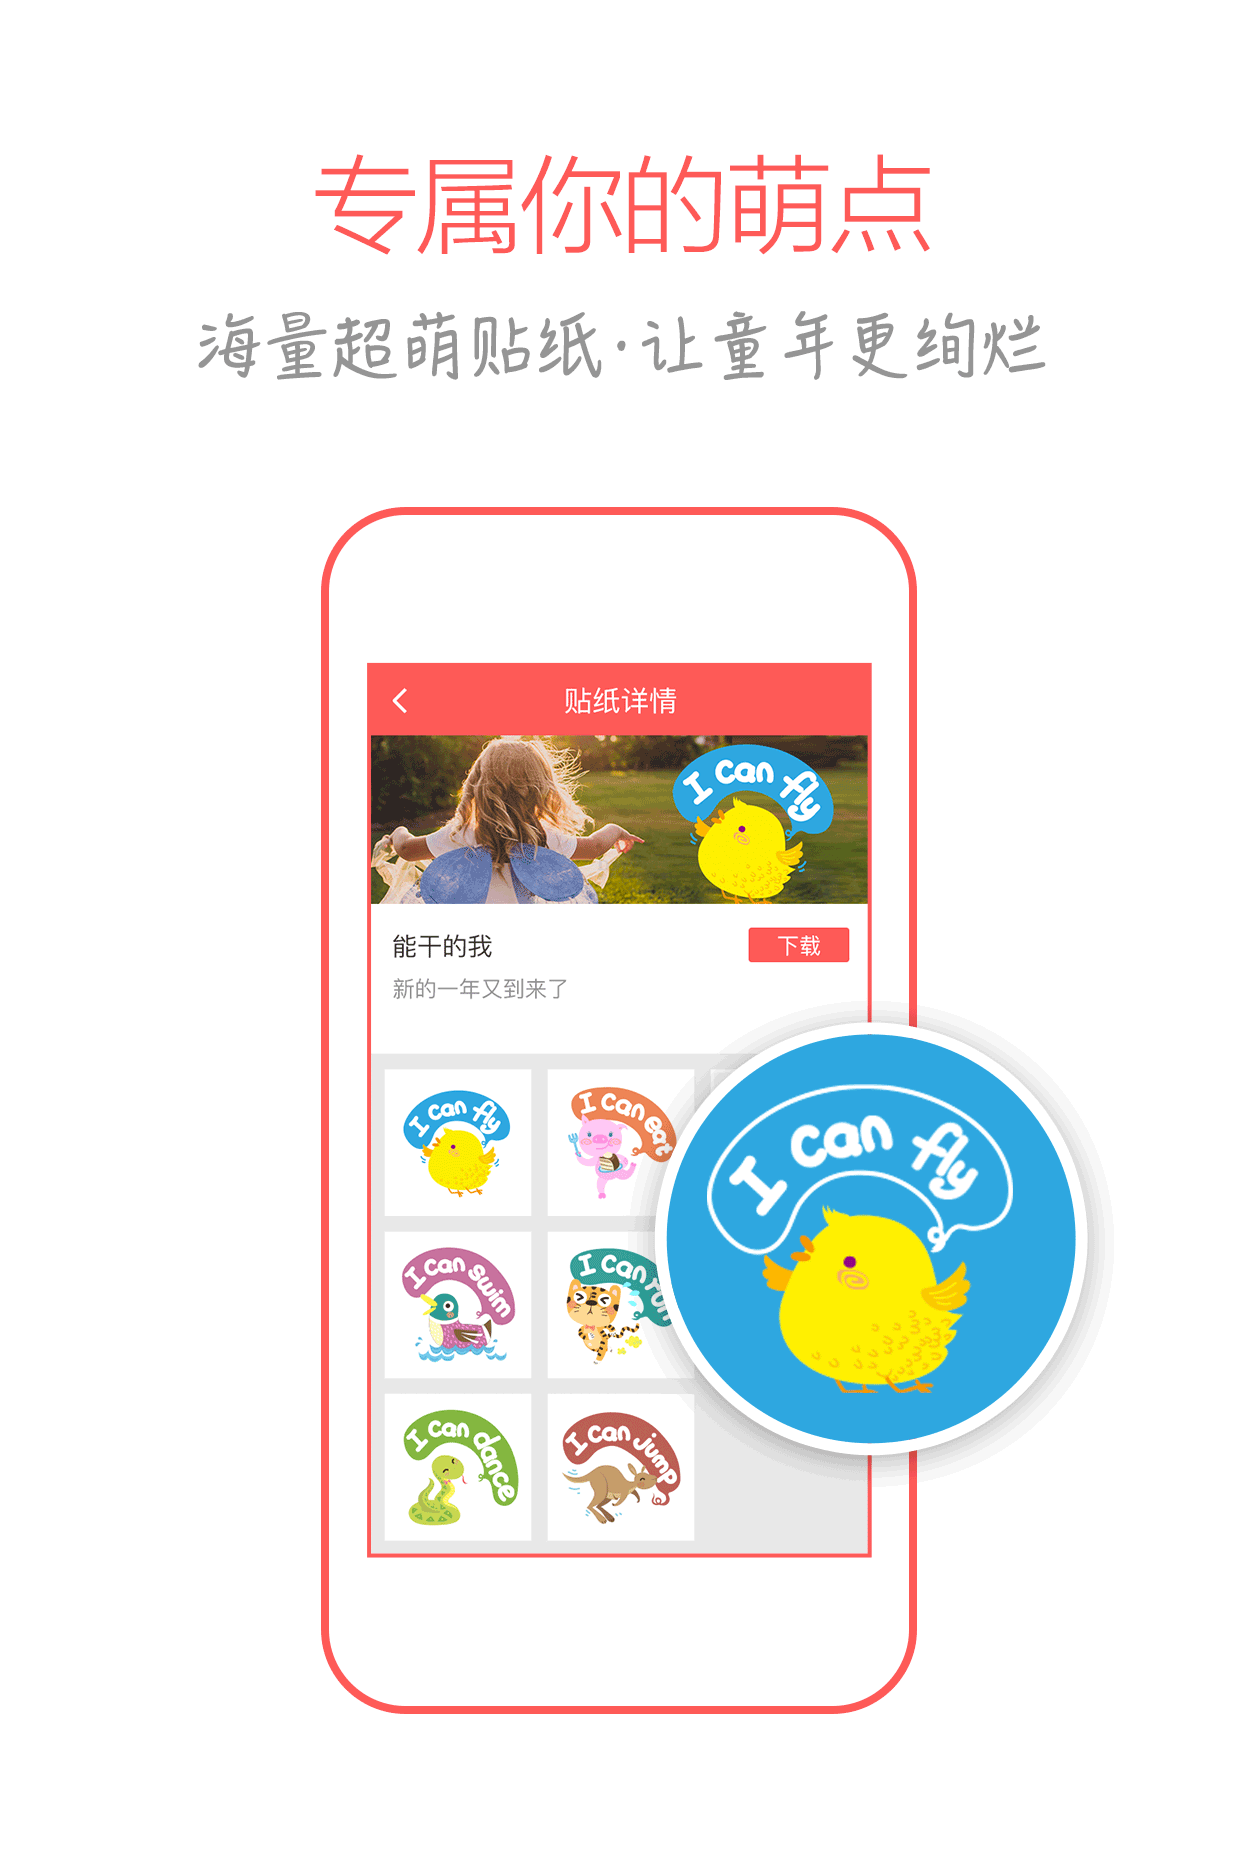 专属你的萌点
海量超萌贴纸·让童年更绚烂
贴纸详情
I can fly
能干的我
下载
新的一年又到来了
I can fly
I can eat
I can fly
I can swim
I can run
I can dance
I can jump